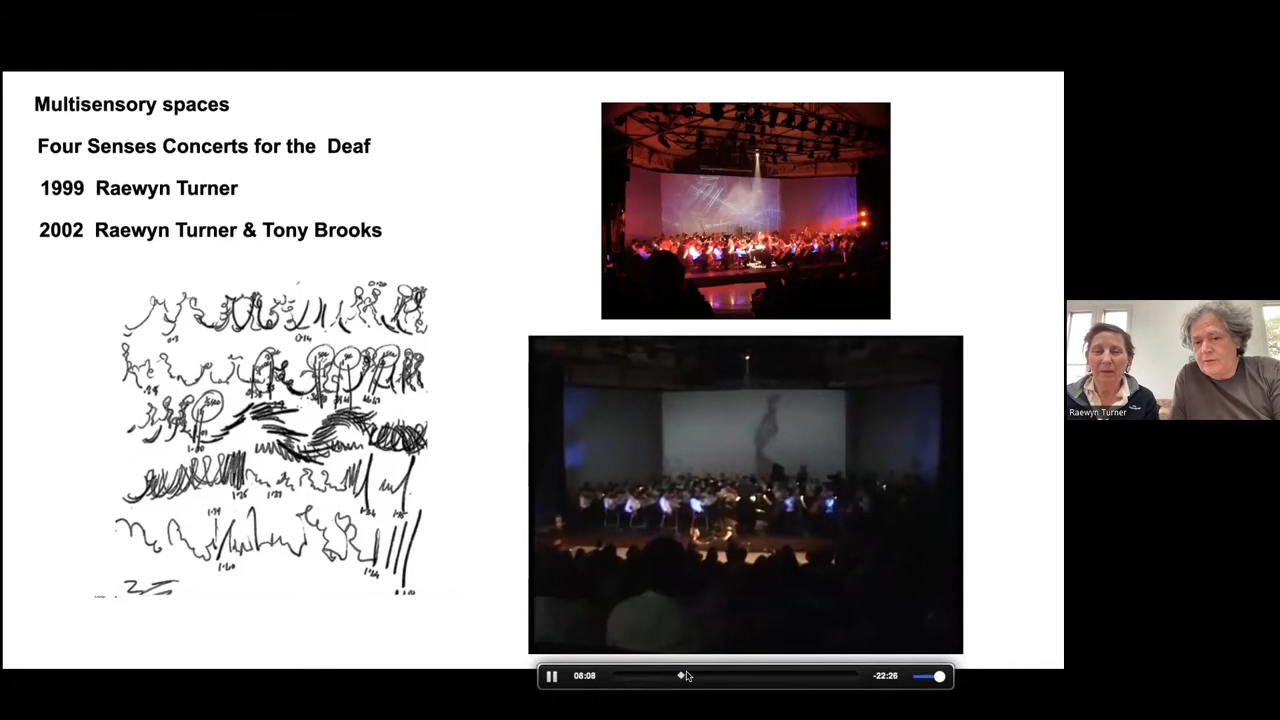 Multisensory spaces
Four Senses Concerts for the Deaf
1999 Raewyn Turner
2002 Raewyn Turner & Tony Brooks
Raewyn Turner
08:08
-22:26